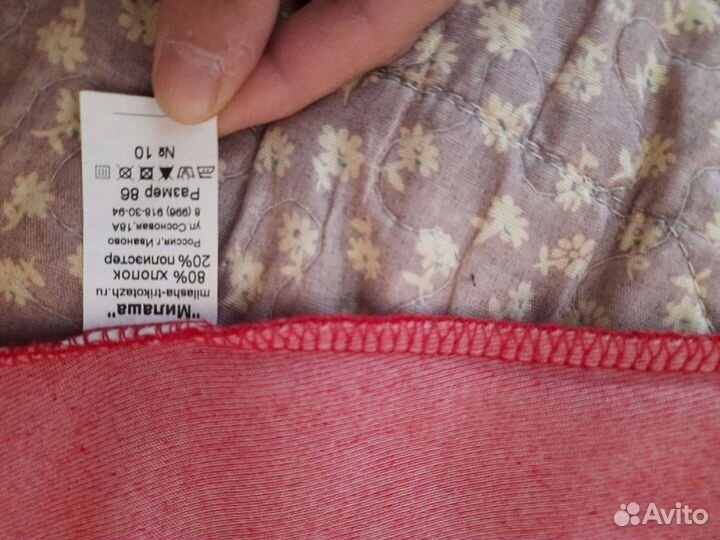 "Милаша"
milasha-trikotazh.ru
80% хлопок
20% полиэстер
Россия,г.Иваново
ул Сосновая,18А
8 (996) 918-30-94
Размер 86
№ 10
Avito